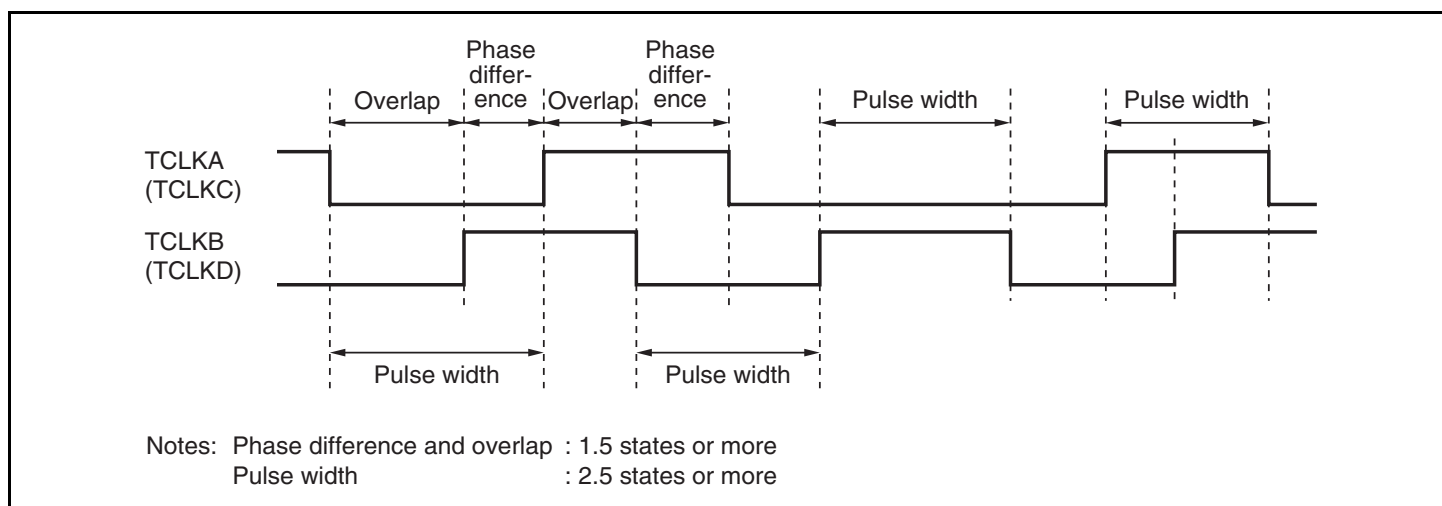 Phase
differ-
ence
Phase
differ-
ence
Overlap
Overlap
Pulse width
Pulse width
TCLKA
(TCLKC)
TCLKB
(TCLKD)
Pulse width
Pulse width
Notes: Phase difference and overlap : 1.5 states or more
Pulse width : 2.5 states or more